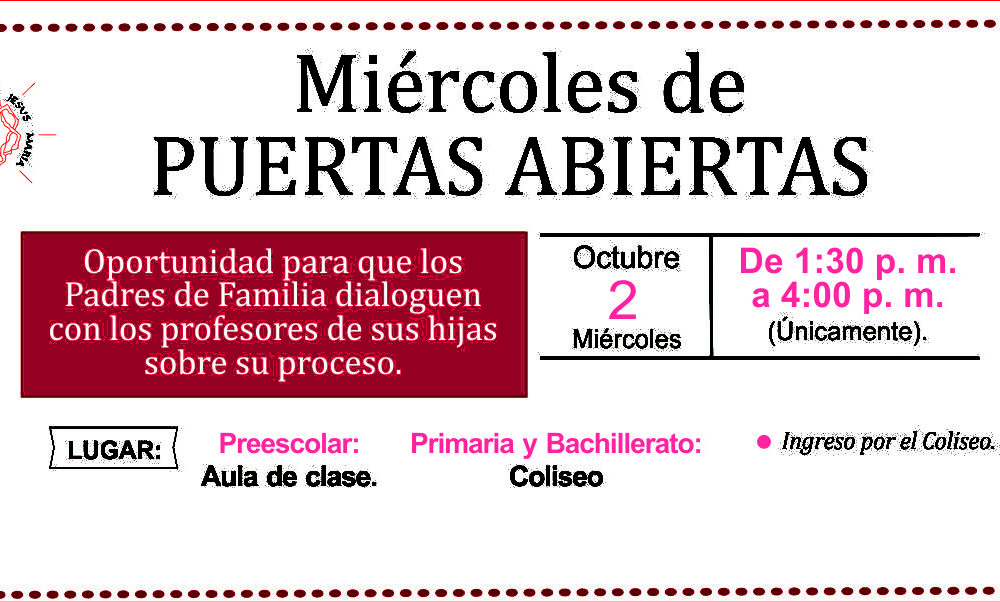 JESUS MARIA
Miércoles de
PUERTAS ABIERTAS
Oportunidad para que los
Padres de Familia dialoguen
con los profesores de sus hijas
sobre su proceso.
Octubre
2
Miércoles
De 1:30 p. m.
a 4:00 p. m.
(Únicamente).
LUGAR:
Preescolar:
Aula de clase.
Primaria y Bachillerato:
Coliseo
Ingreso por el Coliseo.